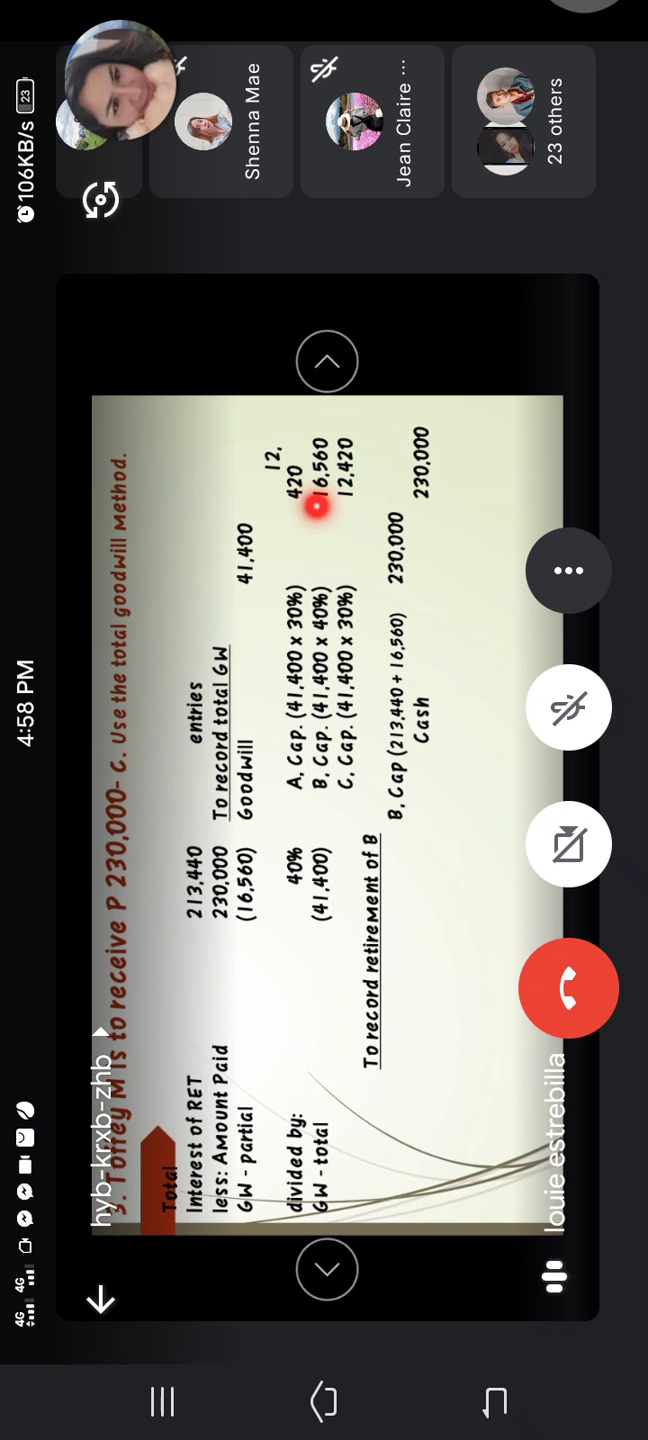 4:58 PM
106KB/s 23
hyb-krxb-zhb
Shenna Mae
Jean Claire ...
23 others
Toffey M is to receive P 230,000- C. Use the total goodwill method.
Total
Interest of RET 213,440
less: Amount Paid 230,000
GW - partial (16,560)
divided by: 40%
GW - total (41,400)
entries
To record total GW
Goodwill 41,400
A, Cap. (41,400 x 30%) 12,420
B, Cap. (41,400 x 40%) 16,560
C, Cap. (41,400 x 30%) 12,420
To record retirement of B
B, Cap (213,440 + 16,560) 230,000
Cash 230,000
louie estrebilla